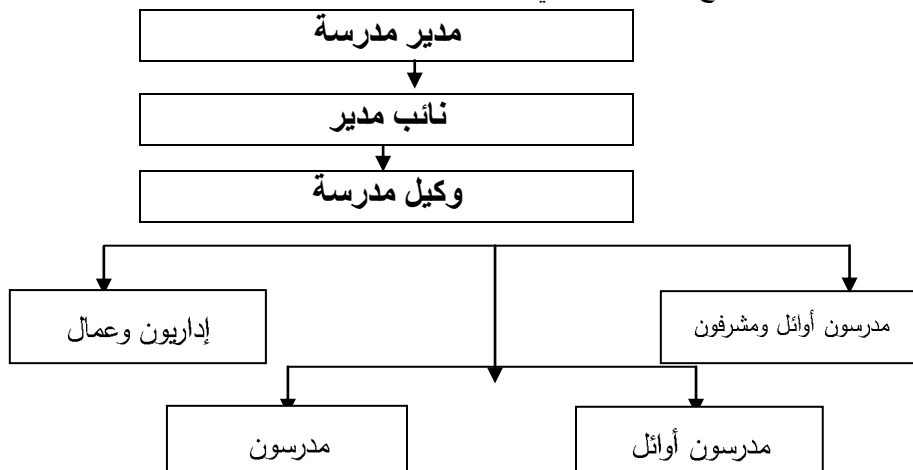 مدير مدرسة
نائب مدير
وكيل مدرسة
مدرسون أوائل ومشرفون
إداريون وعمال
مدرسون أوائل
مدرسون